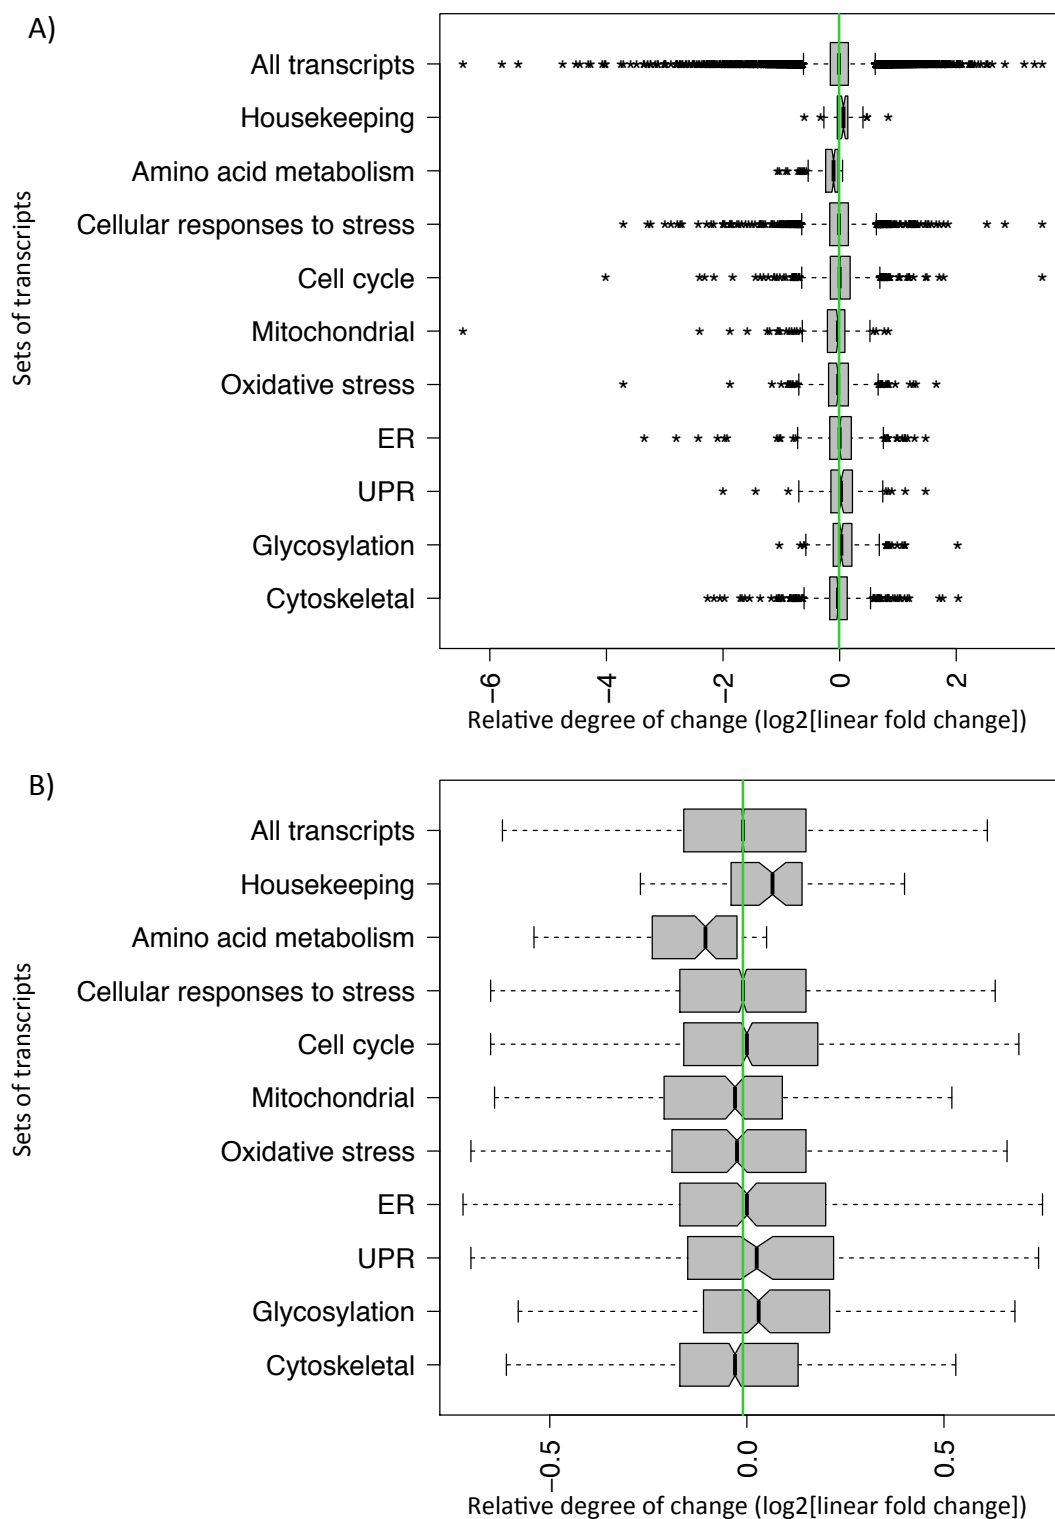 A)
All transcripts
Housekeeping
Amino acid metabolism
Cellular responses to stress
Cell cycle
Mitochondrial
Oxidative stress
ER
UPR
Glycosylation
Cytoskeletal
Sets of transcripts
−6 −4 −2 0 2
Relative degree of change (log2[linear fold change])
B)
All transcripts
Housekeeping
Amino acid metabolism
Cellular responses to stress
Cell cycle
Mitochondrial
Oxidative stress
ER
UPR
Glycosylation
Cytoskeletal
Sets of transcripts
−0.5 0.0 0.5
Relative degree of change (log2[linear fold change])